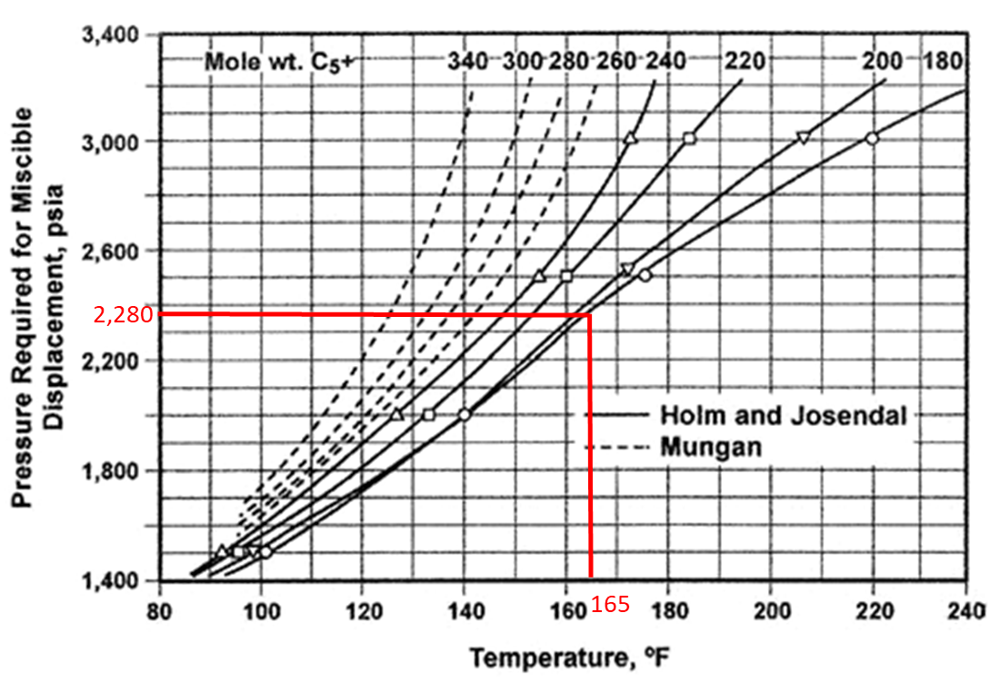 3,400
Mole wt. C5+ 340 300 280 260 240 220 200 180
3,000
2,600
2,280
2,200
1,800
1,400
Pressure Required for Miscible
Displacement, psia
Holm and Josendal
Mungan
80 100 120 140 160 165 180 200 220 240
Temperature, ºF